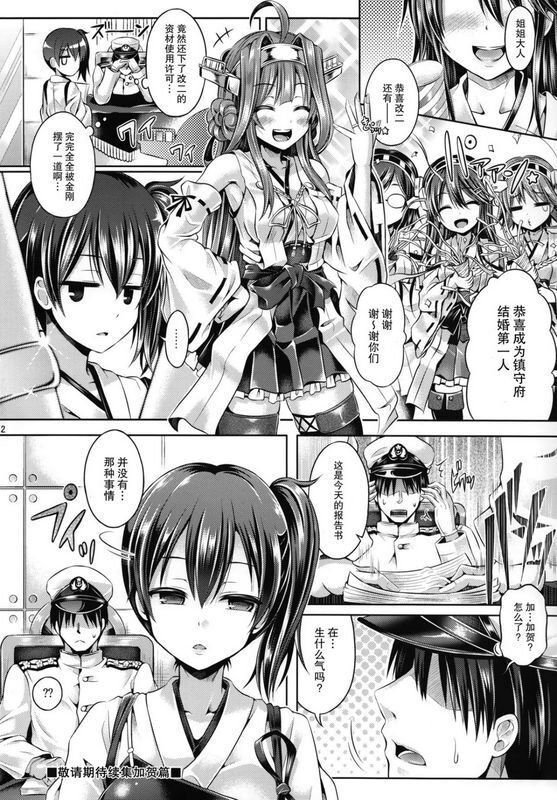 姐姐大人
恭喜改二
还有…
恭喜成为镇守府
结婚第一人
谢谢
谢～谢你们
竟然还下了改二的
资材使用许可…
完完全全被金刚
摆了一道啊…
…
这是今天的报告书
并没有…
那种事情
加…加贺?
怎么了?
在…
生什么气吗?
??
■敬请期待续集加贺篇■
2